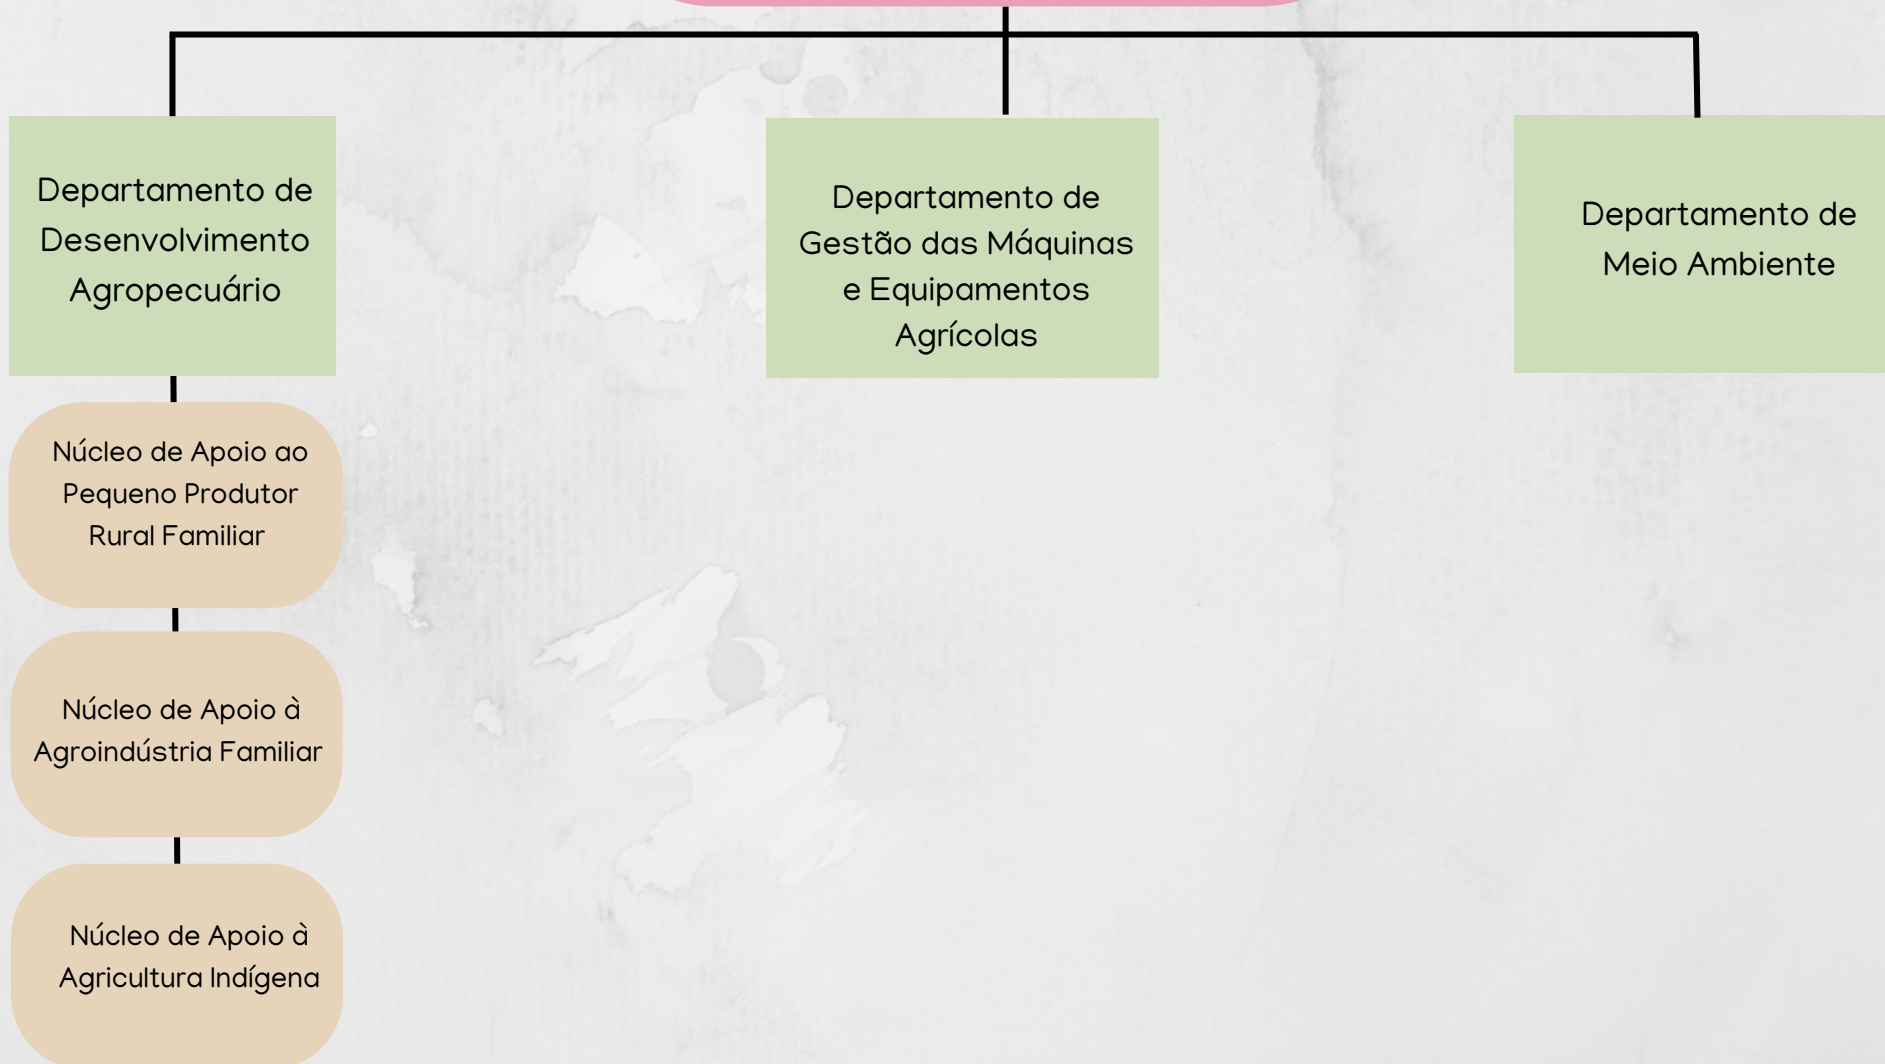 Departamento de
Desenvolvimento
Agropecuário
Departamento de
Gestão das Máquinas
e Equipamentos
Agrícolas
Departamento de
Meio Ambiente
Núcleo de Apoio ao
Pequeno Produtor
Rural Familiar
Núcleo de Apoio à
Agroindústria Familiar
Núcleo de Apoio à
Agricultura Indígena